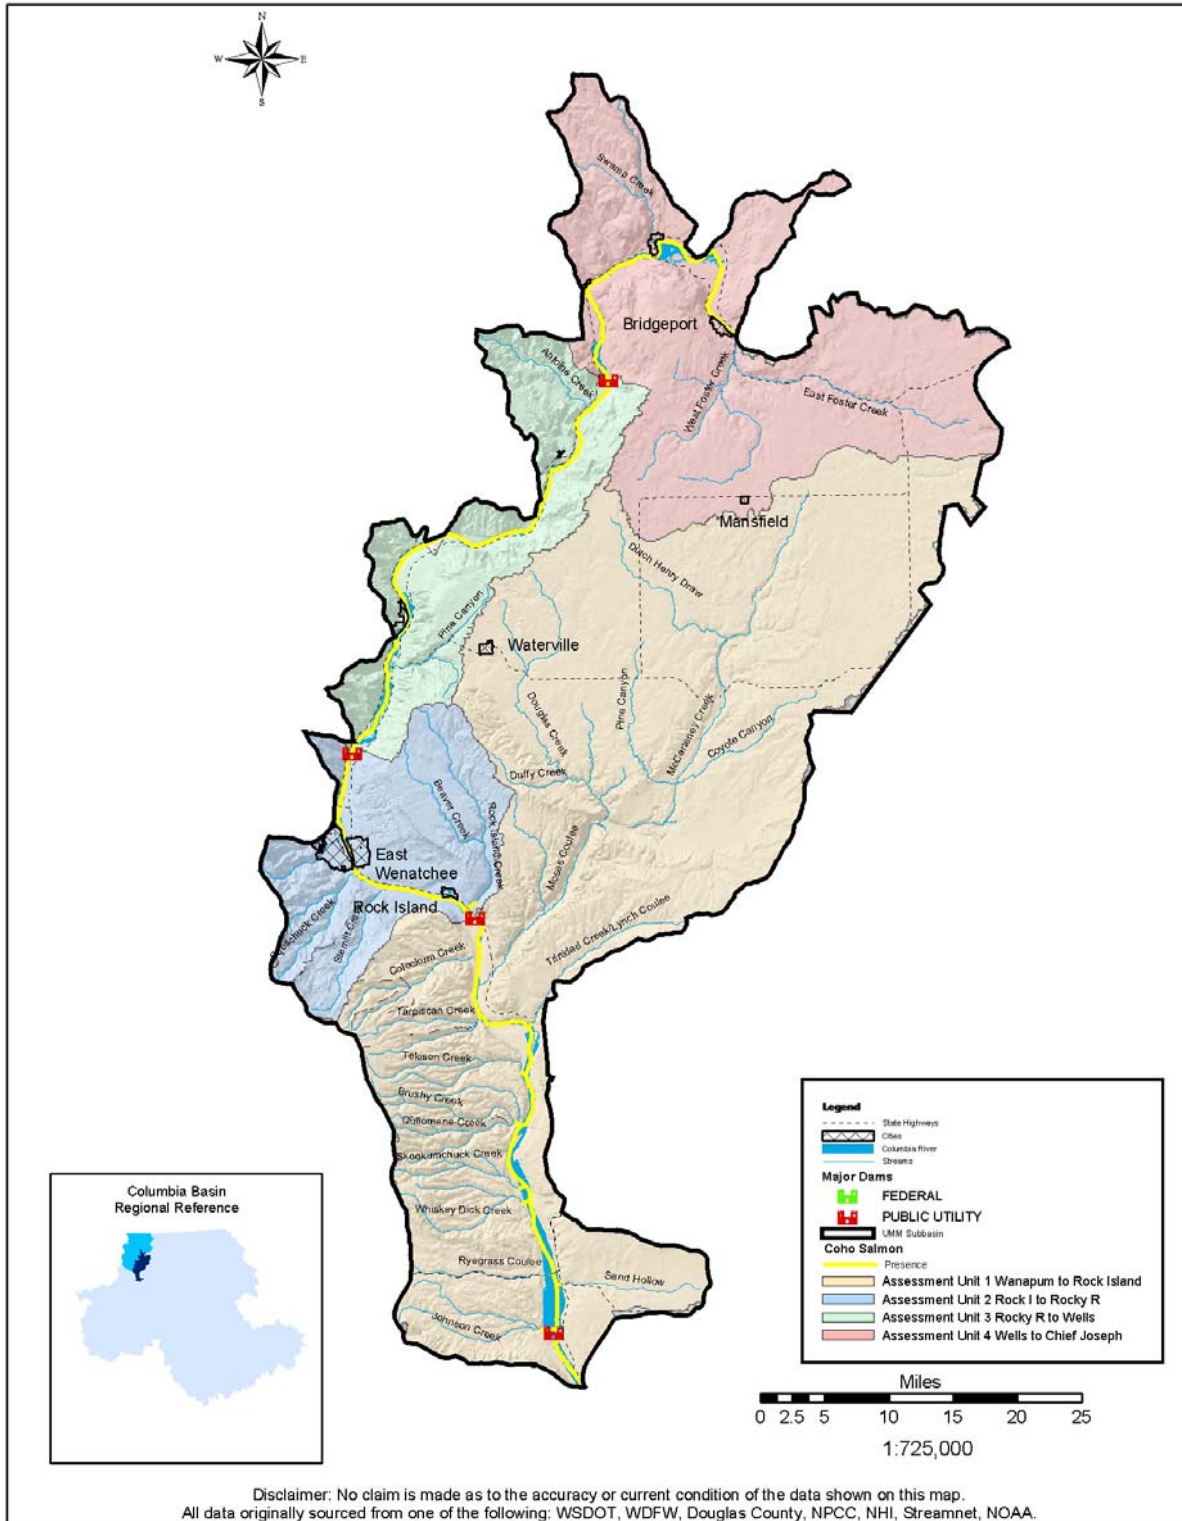 N
W E
S
Swamp Creek
Bridgeport
Antoine Creek
West Foster Creek
East Foster Creek
Mansfield
Dutch Henry Draw
Pine Canyon
Waterville
Douglas Creek
Pine Canyon
McCarteney Creek
Coyote Canyon
Duffy Creek
Beaver Creek
Rock Island Creek
Moses Coulee
East
Wenatchee
Rock Island
Stemilt Creek
Colockum Creek
Trinidad Creek/Lynch Coulee
Tarpiscan Creek
Tekison Creek
Brushy Creek
Quilomene Creek
Skookumchuck Creek
Whiskey Dick Creek
Ryegrass Coulee
Sand Hollow
Johnson Creek
Columbia Basin
Regional Reference
Legend
State Highways
Cities
Columbia River
Streams
Major Dams
FEDERAL
PUBLIC UTILITY
UMM Subbasin
Coho Salmon
Presence
Assessment Unit 1 Wanapum to Rock Island
Assessment Unit 2 Rock I to Rocky R
Assessment Unit 3 Rocky R to Wells
Assessment Unit 4 Wells to Chief Joseph
Miles
0 2.5 5 10 15 20 25
1:725,000
Disclaimer: No claim is made as to the accuracy or current condition of the data shown on this map.
All data originally sourced from one of the following: WSDOT, WDFW, Douglas County, NPCC, NHI, Streamnet, NOAA.